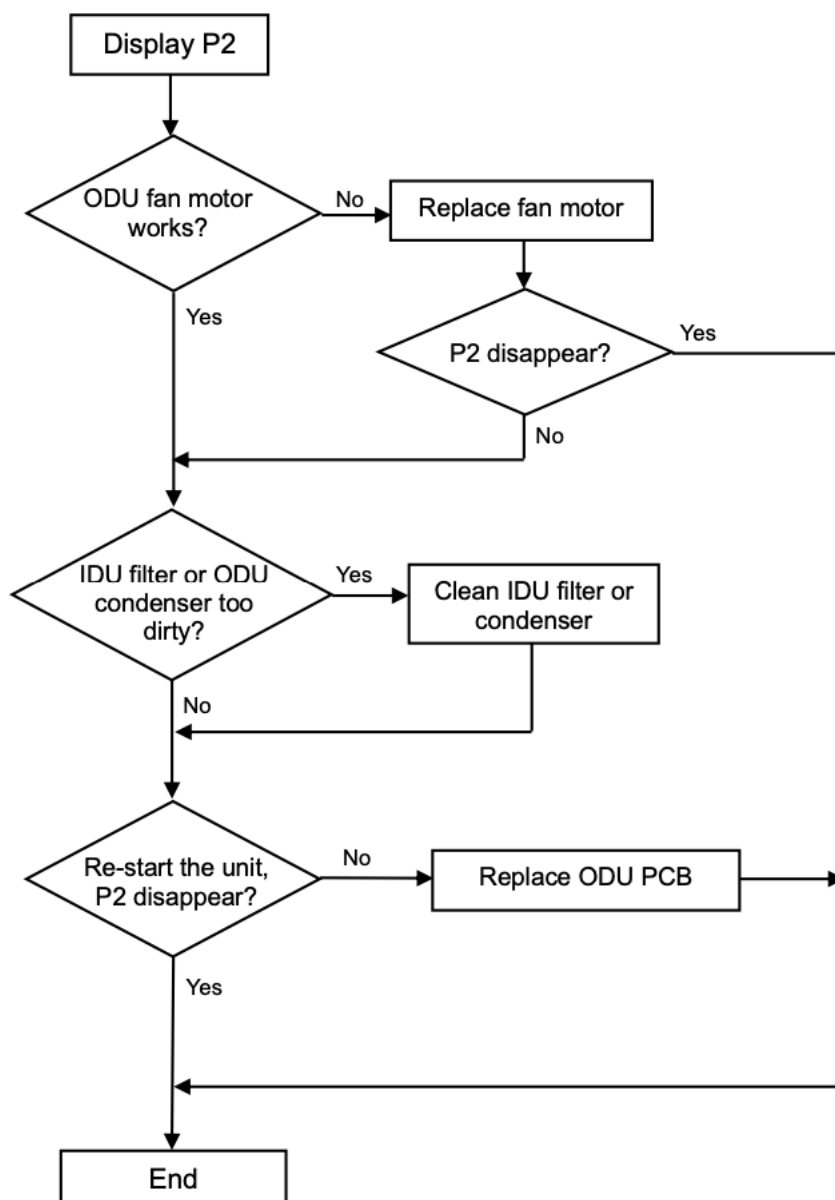 Display P2
ODU fan motor
works?
No
Replace fan motor
Yes
P2 disappear?
Yes
No
IDU filter or ODU
condenser too
dirty?
Yes
Clean IDU filter or
condenser
No
Re-start the unit,
P2 disappear?
No
Replace ODU PCB
Yes
End